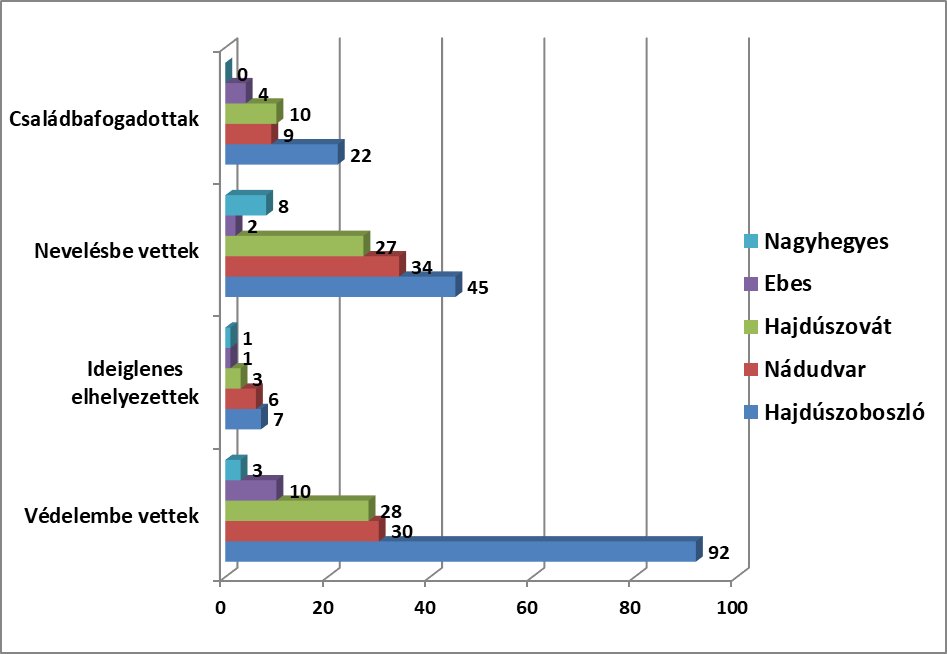 Családbafogadottak
0
4
10
9
22
Nevelésbe vettek
8
2
27
34
45
Ideiglenes
elhelyezettek
1
1
3
6
7
Védelembe vettek
3
10
28
30
92
0 20 40 60 80 100
Nagyhegyes
Ebes
Hajdúszovát
Nádudvar
Hajdúszoboszló